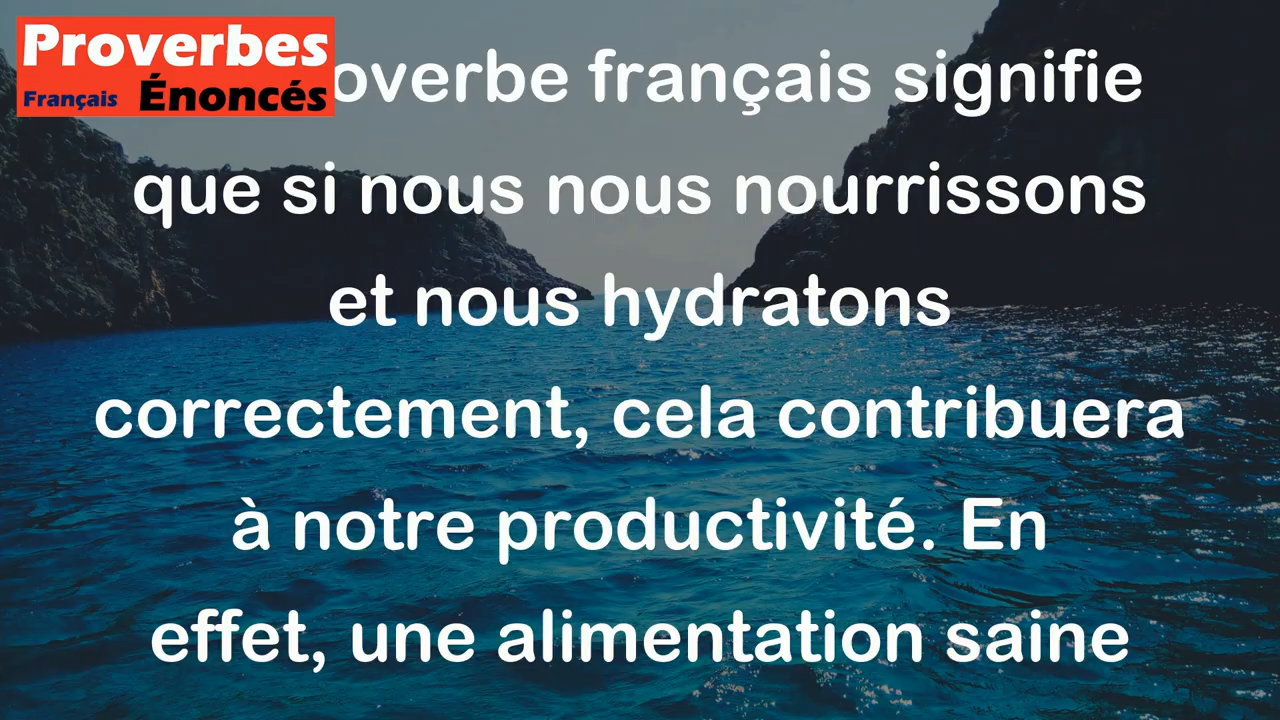 Proverbes
Français Énoncés
overbe français signifie
que si nous nous nourrissons
et nous hydratons
correctement, cela contribuera
à notre productivité. En
effet, une alimentation saine